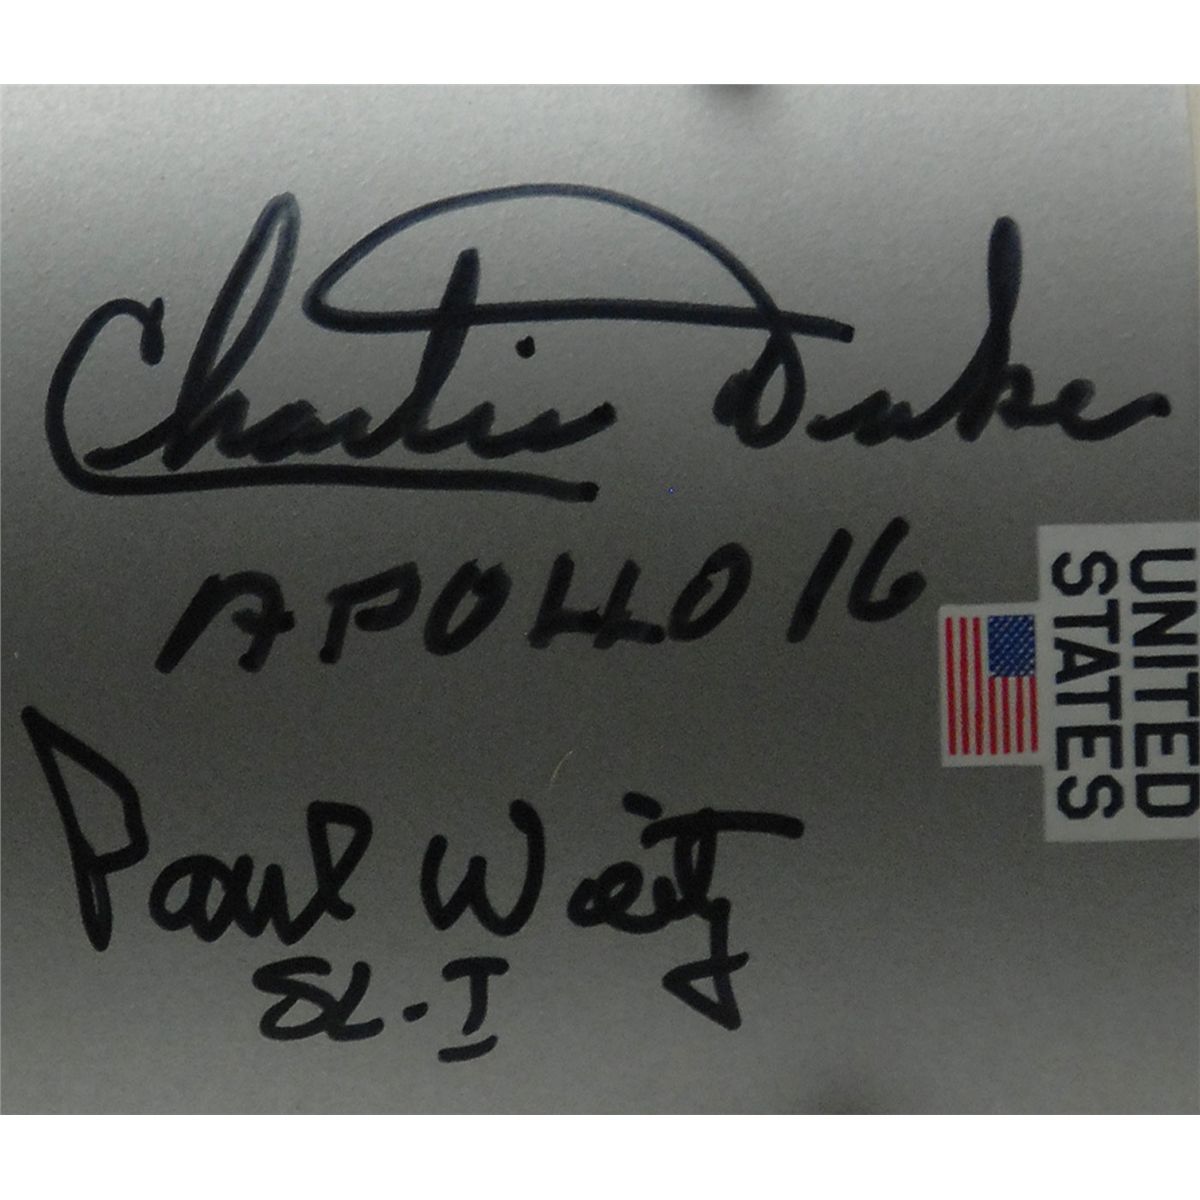 Charlie Duke
APOLLO 16
UNITED
STATES
Paul Weitz
SL-I